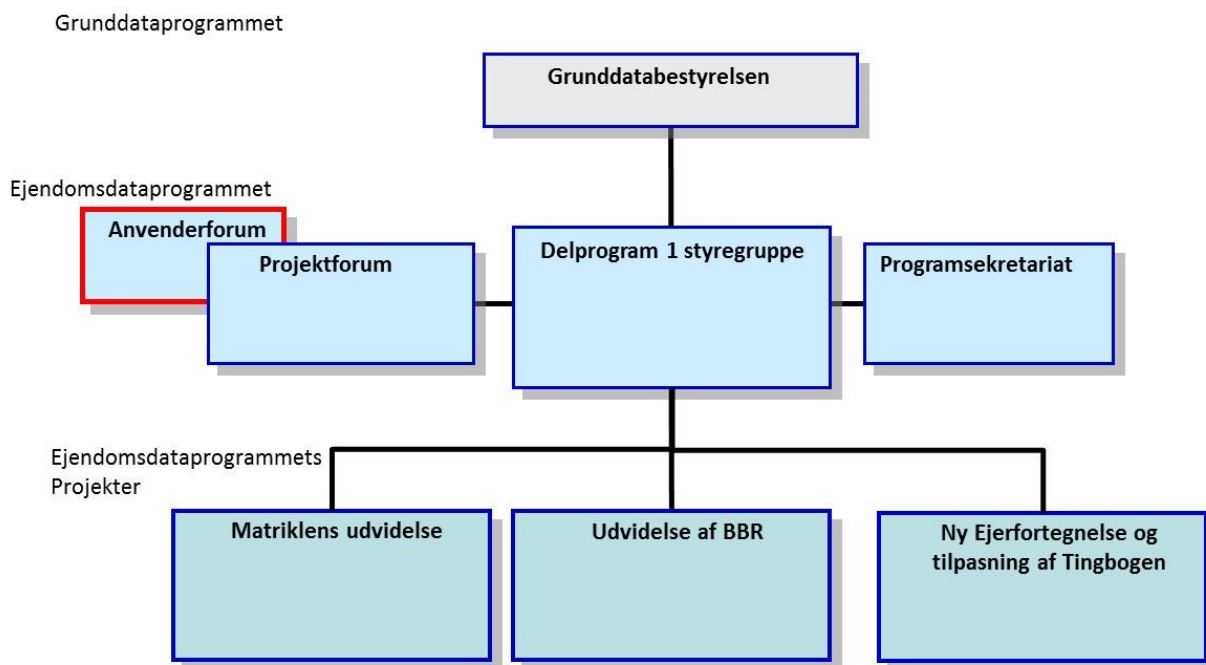 Grunddataprogrammet
Grunddatabestyrelsen
Ejendomsdataprogrammet
Anvenderforum
Projektforum
Delprogram 1 styregruppe
Programsekretariat
Ejendomsdataprogrammets
Projekter
Matriklens udvidelse
Udvidelse af BBR
Ny Ejerfortegnelse og
tilpasning af Tingbogen